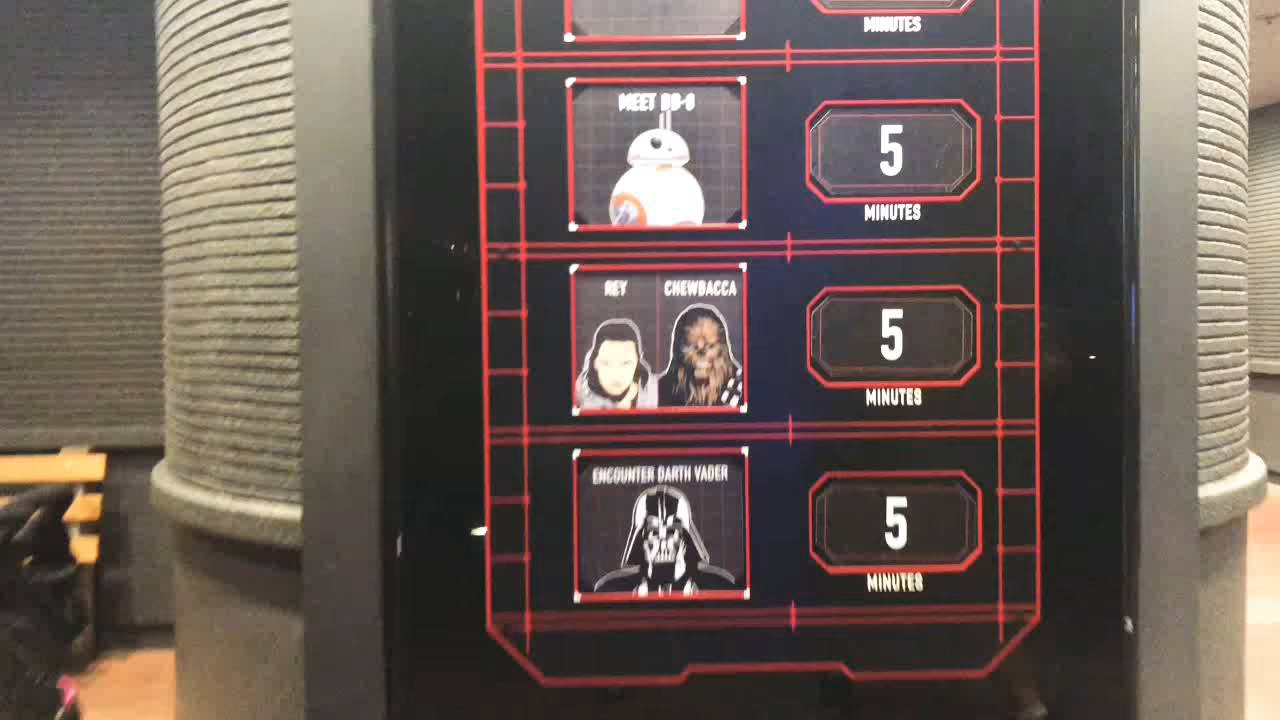 MINUTES
MEET BB-8
5
MINUTES
REY CHEWBACCA
5
MINUTES
ENCOUNTER DARTH VADER
5
MINUTES